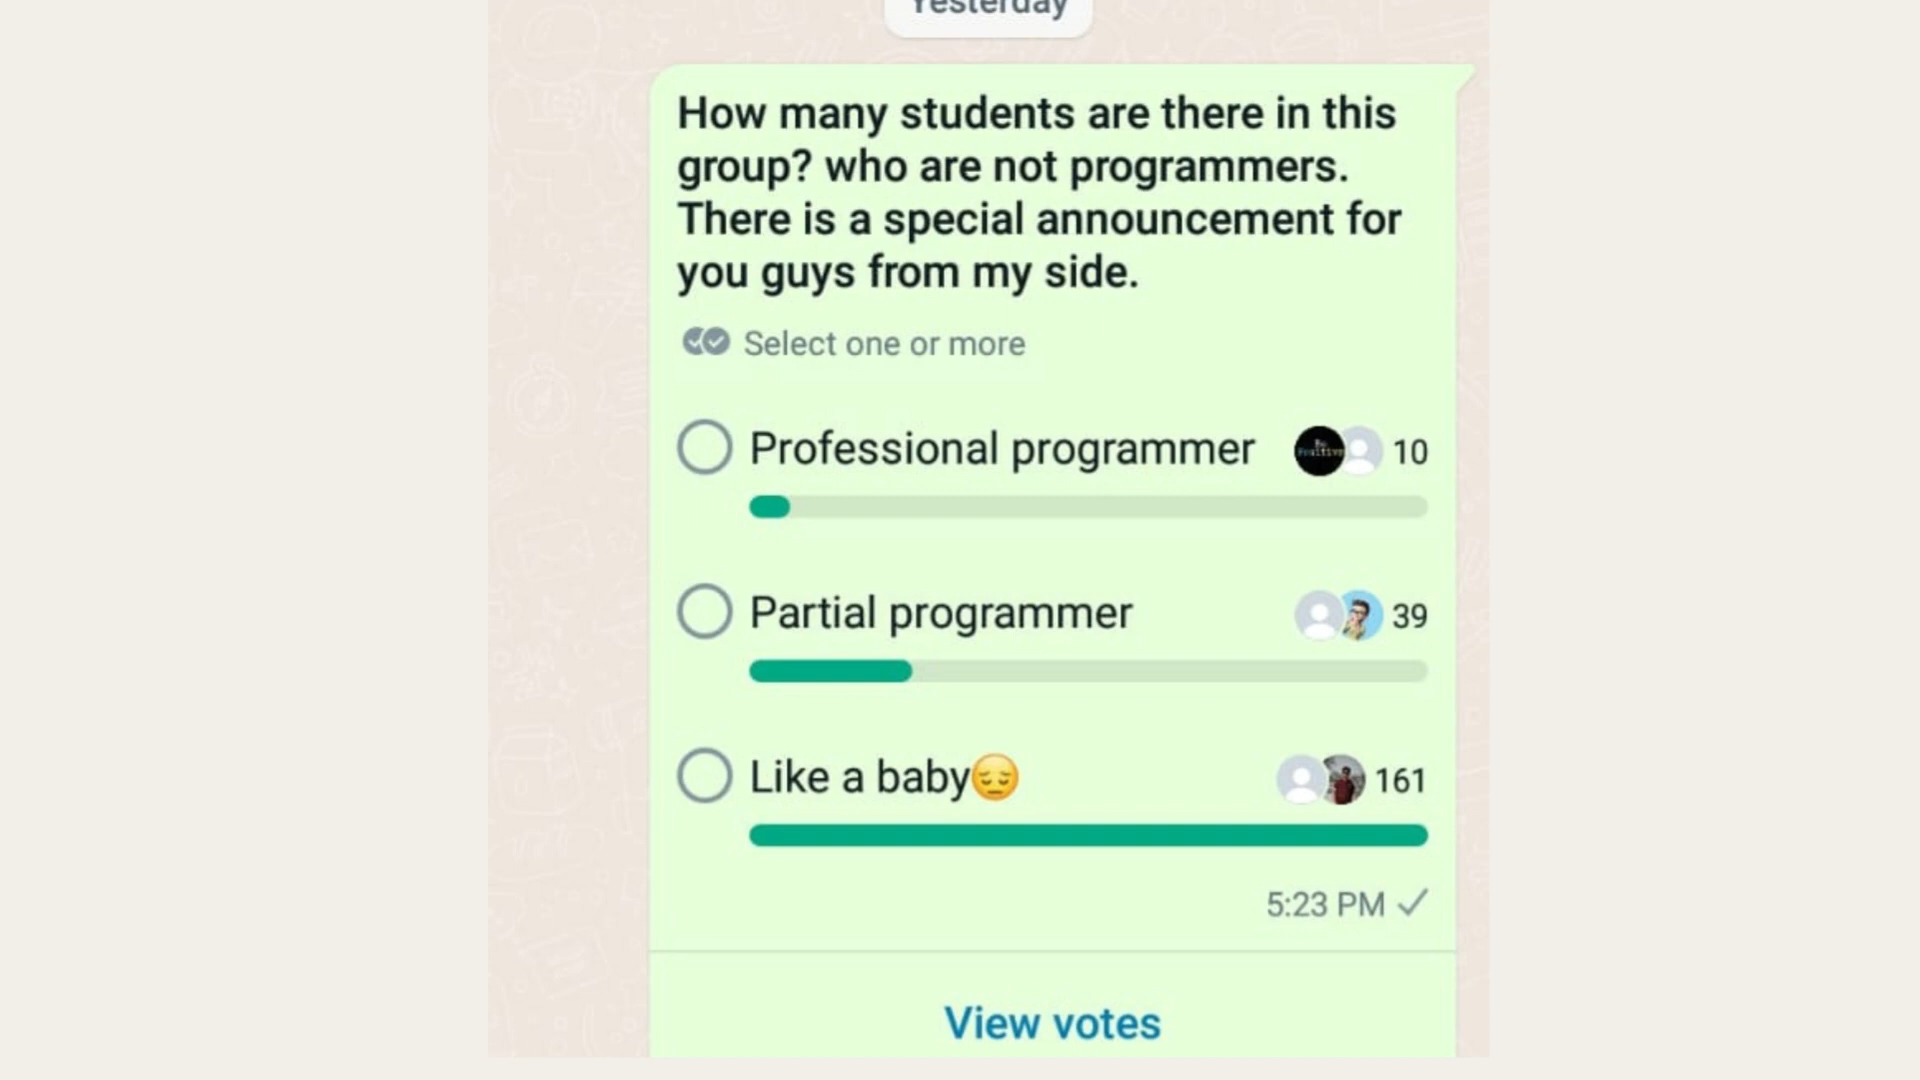 Yesterday
How many students are there in this
group? who are not programmers.
There is a special announcement for
you guys from my side.
Select one or more
Professional programmer 10
Partial programmer 39
Like a baby😔 161
5:23 PM
View votes